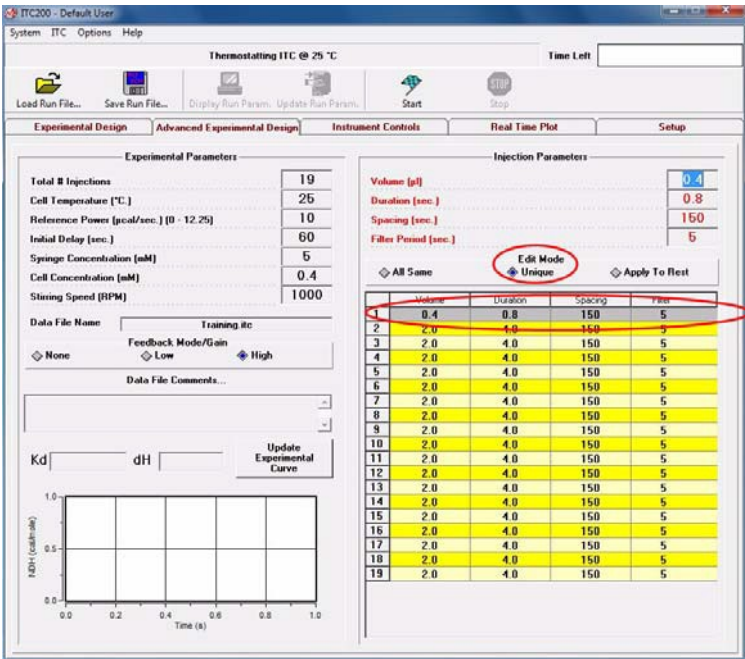 ITC200 - Default User
System ITC Options Help
Thermostatting ITC @ 25 °C Time Left
Load Run File... Save Run File... Display Run Param. Update Run Param. Start STOP Stop
Experimental Design Advanced Experimental Design Instrument Controls Real Time Plot Setup
Experimental Parameters
Total # Injections 19
Cell Temperature (°C.) 25
Reference Power (µcal/sec.) (0 - 12.25) 10
Initial Delay (sec.) 60
Syringe Concentration (mM) 5
Cell Concentration (mM) 0.4
Stirring Speed (RPM) 1000
Data File Name Training.itc
Feedback Mode/Gain
None Low High
Data File Comments...
Kd dH Update
Experimental
Curve
1.0
0.5
0.0
NDH (cal/mole)
0.0 0.2 0.4 0.6 0.8 1.0
Time (s)
Injection Parameters
Volume (µl) 0.4
Duration (sec.) 0.8
Spacing (sec.) 150
Filter Period (sec.) 5
Edit Mode
All Same Unique Apply To Rest
Volume Duration Spacing Filter
1 0.4 0.8 150 5
2 2.0 4.0 150 5
3 2.0 4.0 150 5
4 2.0 4.0 150 5
5 2.0 4.0 150 5
6 2.0 4.0 150 5
7 2.0 4.0 150 5
8 2.0 4.0 150 5
9 2.0 4.0 150 5
10 2.0 4.0 150 5
11 2.0 4.0 150 5
12 2.0 4.0 150 5
13 2.0 4.0 150 5
14 2.0 4.0 150 5
15 2.0 4.0 150 5
16 2.0 4.0 150 5
17 2.0 4.0 150 5
18 2.0 4.0 150 5
19 2.0 4.0 150 5